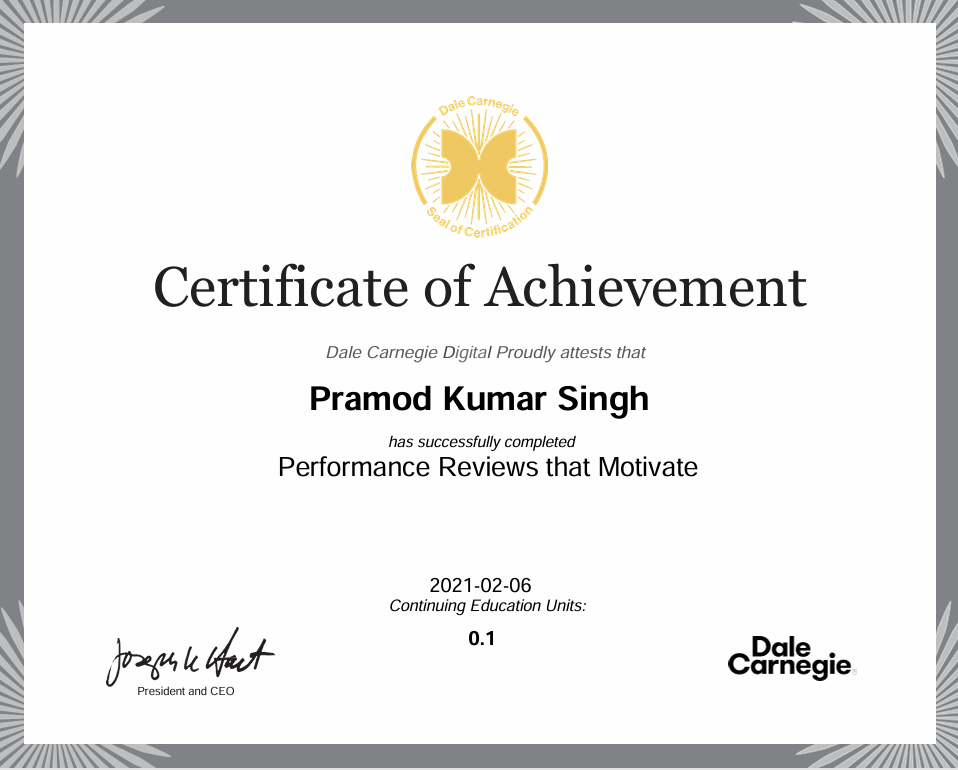 Dale Carnegie
Seal of Certification
Certificate of Achievement
Dale Carnegie Digital Proudly attests that
Pramod Kumar Singh
has successfully completed
Performance Reviews that Motivate
2021-02-06
Continuing Education Units:
0.1
Joseph K Hart
President and CEO
Dale
Carnegie®